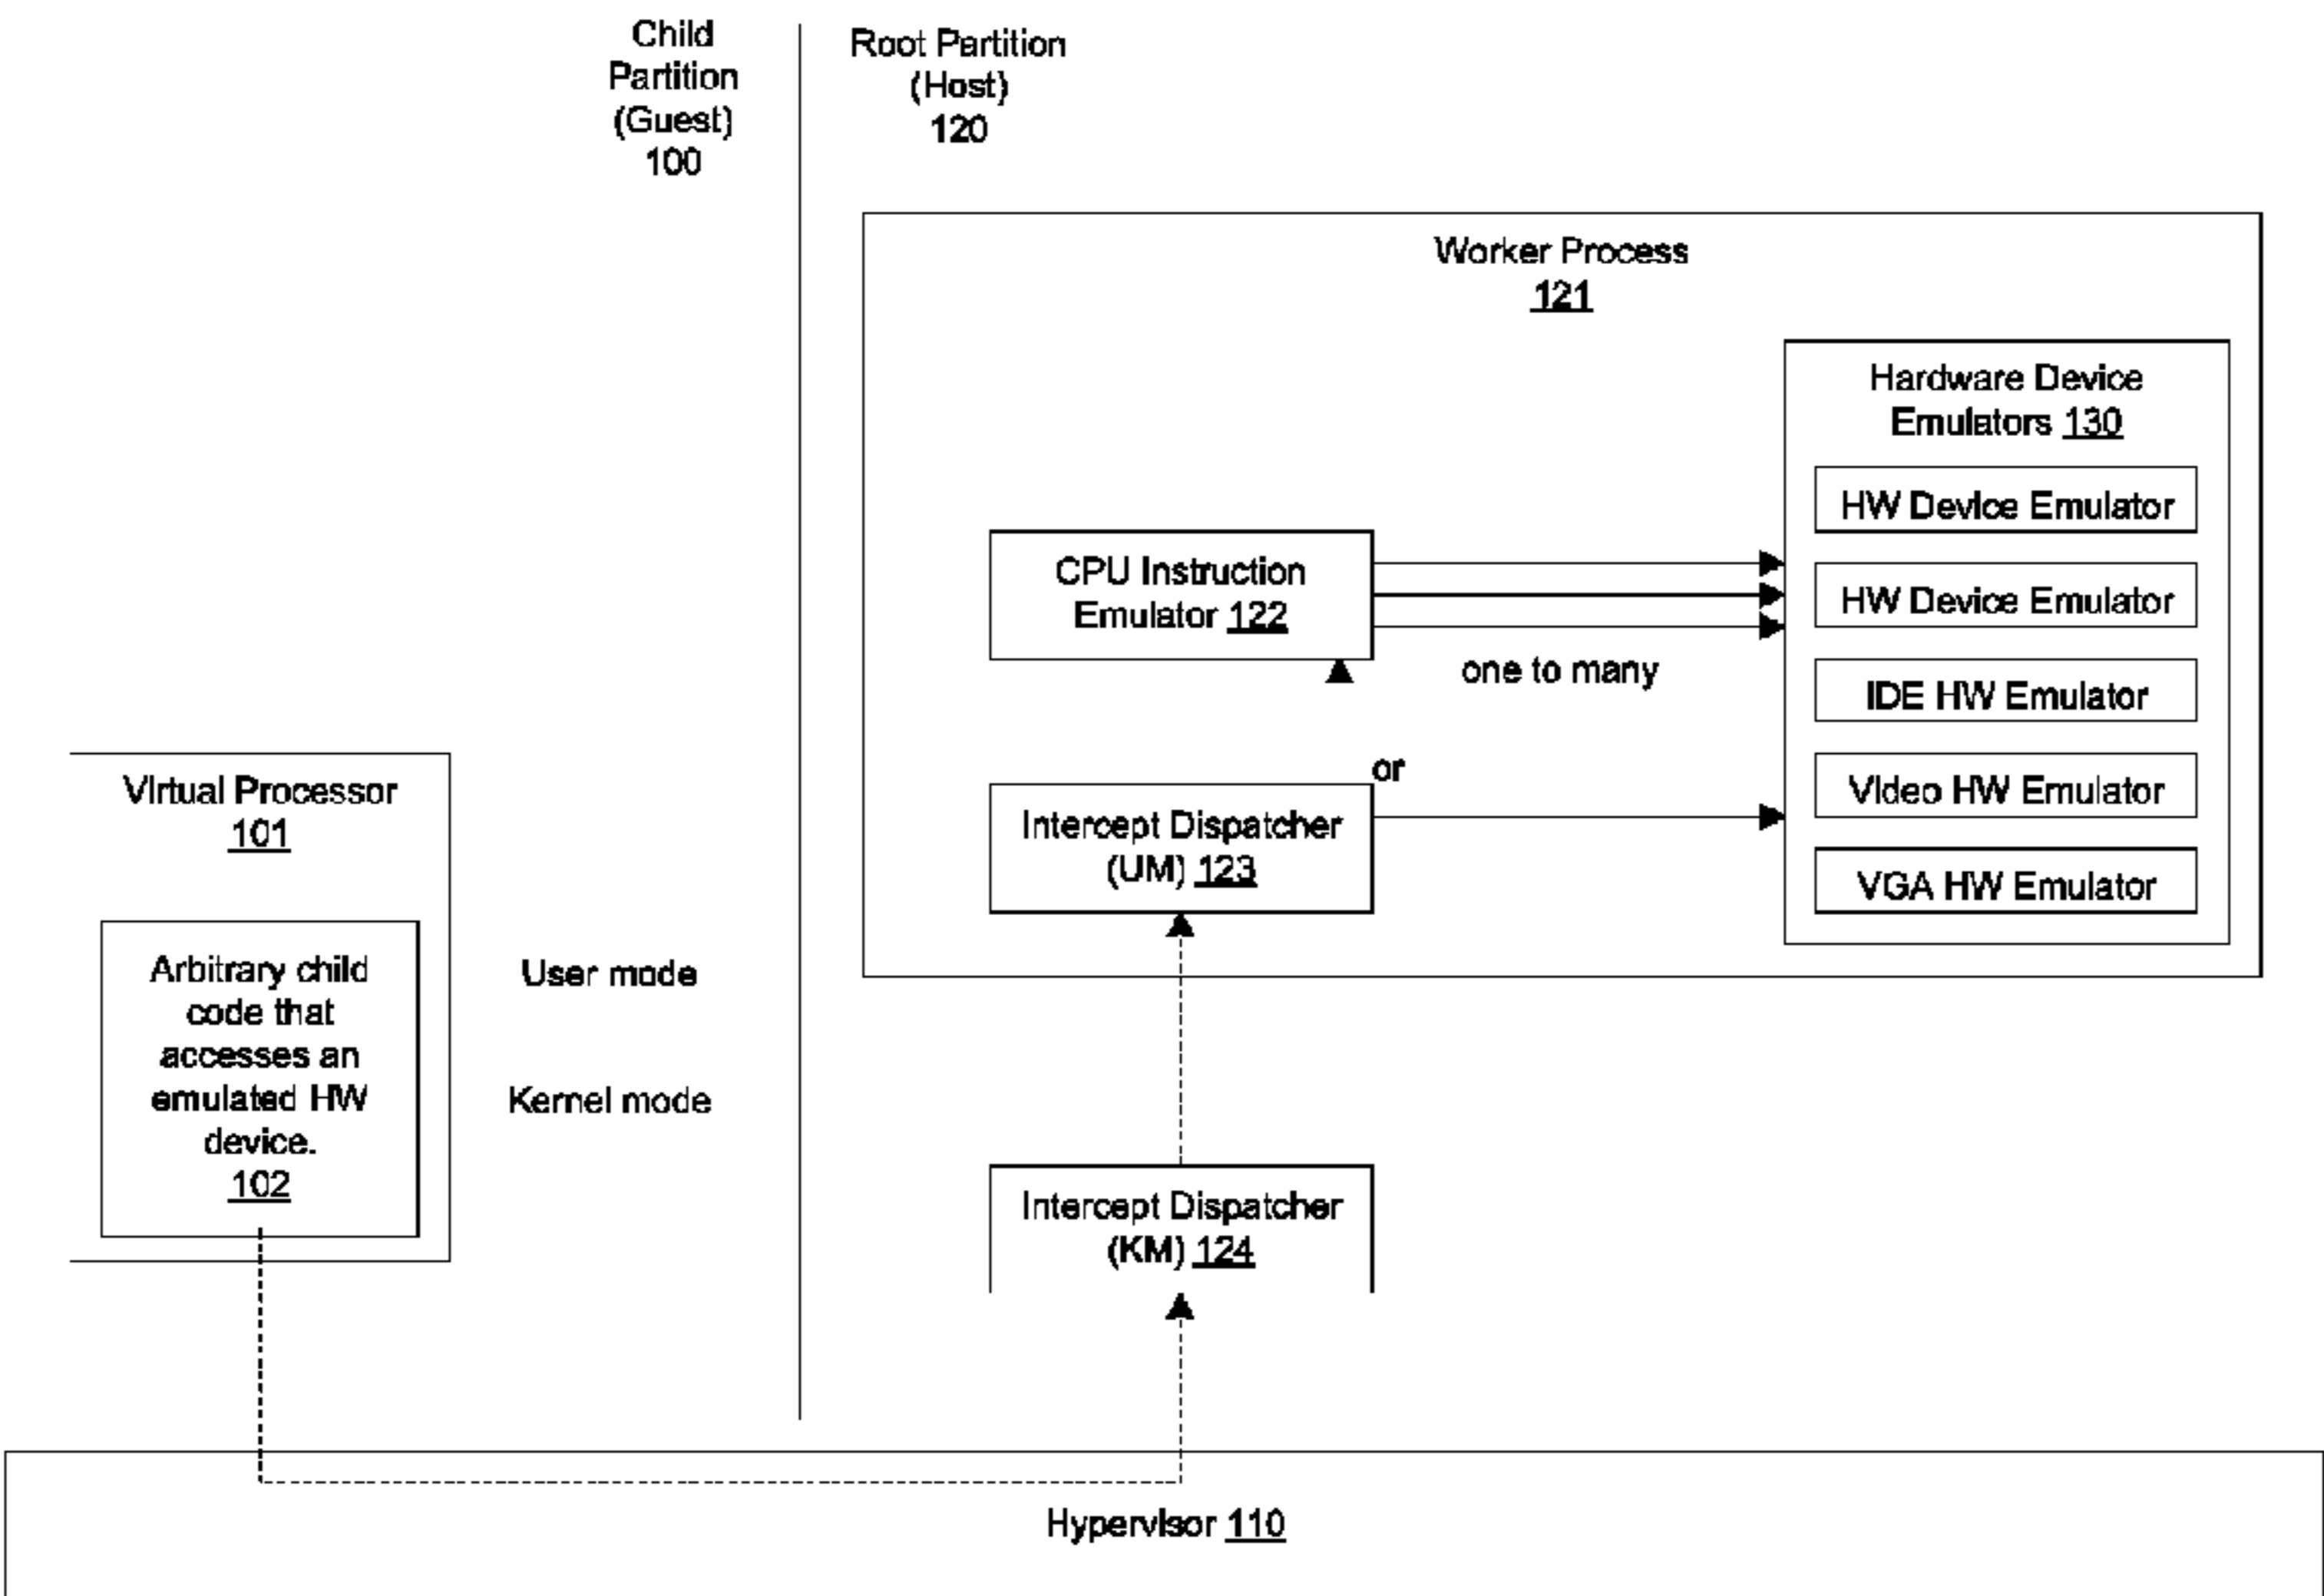 Child
Partition
(Guest)
100
Root Partition
(Host)
120
Worker Process
121
Hardware Device
Emulators 130
HW Device Emulator
HW Device Emulator
IDE HW Emulator
Video HW Emulator
VGA HW Emulator
CPU Instruction
Emulator 122
one to many
or
Intercept Dispatcher
(UM) 123
Virtual Processor
101
Arbitrary child
code that
accesses an
emulated HW
device.
102
User mode
Kernel mode
Intercept Dispatcher
(KM) 124
Hypervisor 110